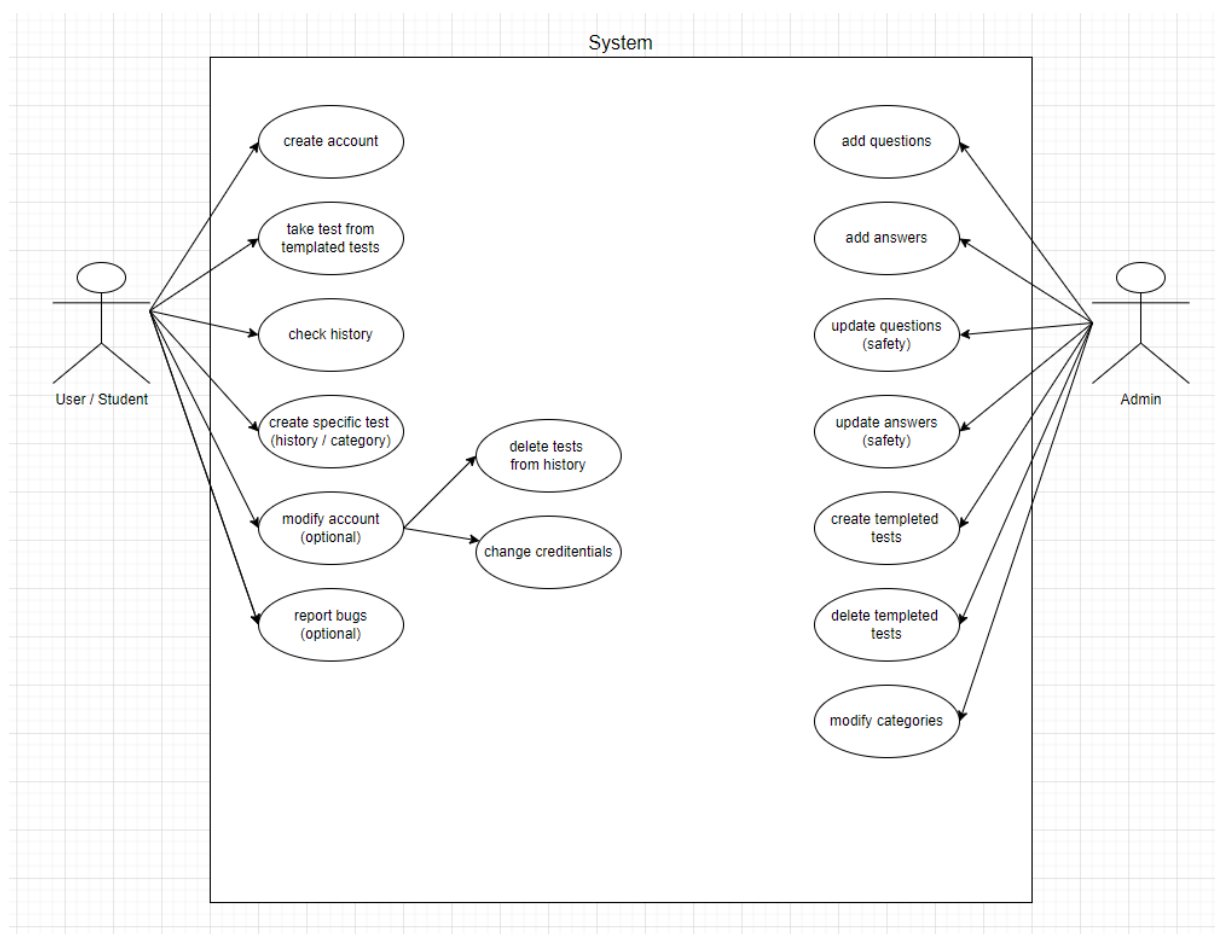 System
create account
take test from
templated tests
check history
create specific test
(history / category)
modify account
(optional)
report bugs
(optional)
delete tests
from history
change creditentials
add questions
add answers
update questions
(safety)
update answers
(safety)
create templeted
tests
delete templeted
tests
modify categories
User / Student
Admin